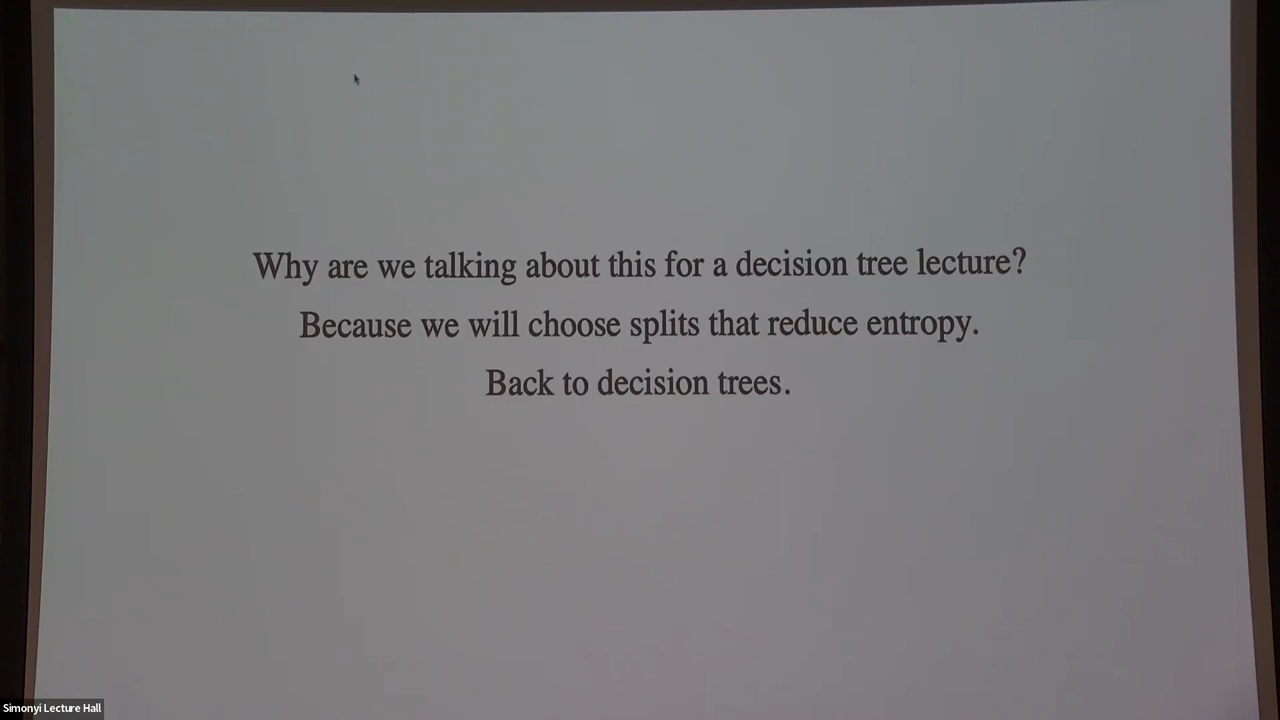 Why are we talking about this for a decision tree lecture?
Because we will choose splits that reduce entropy.
Back to decision trees.
Simonyi Lecture Hall